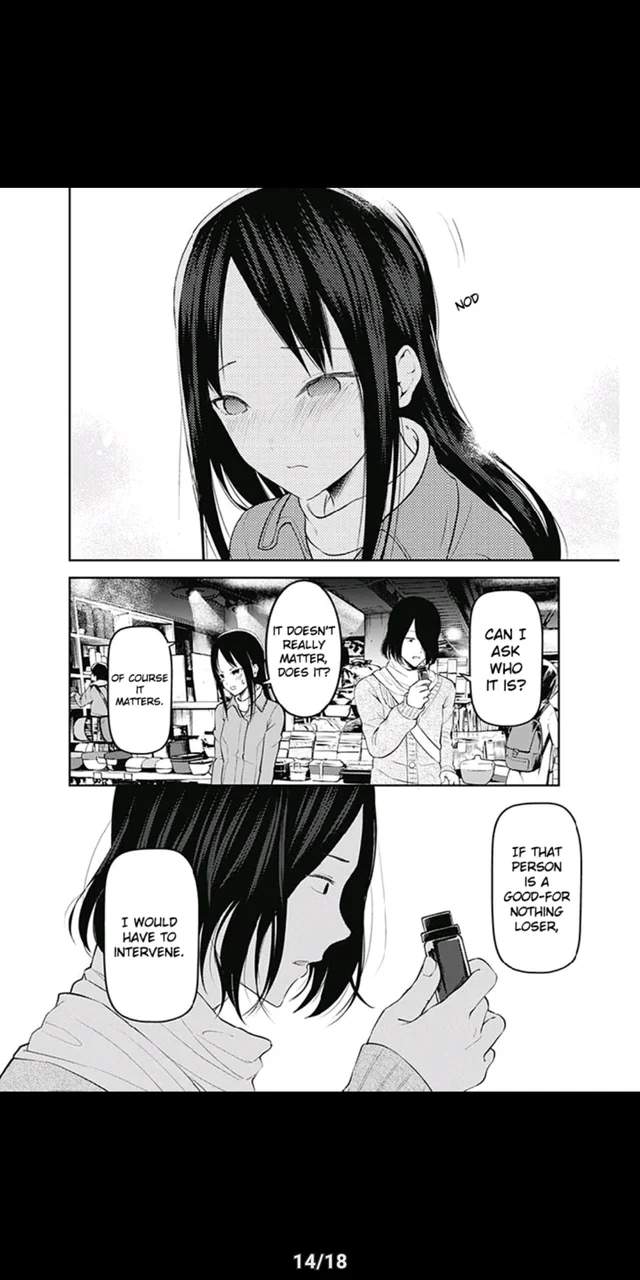 NOD
CAN I
ASK
WHO
IT IS?
IT DOESN'T
REALLY
MATTER,
DOES IT?
OF COURSE
IT
MATTERS.
IF THAT
PERSON
IS A
GOOD-FOR
NOTHING
LOSER,
I WOULD
HAVE TO
INTERVENE.
14/18